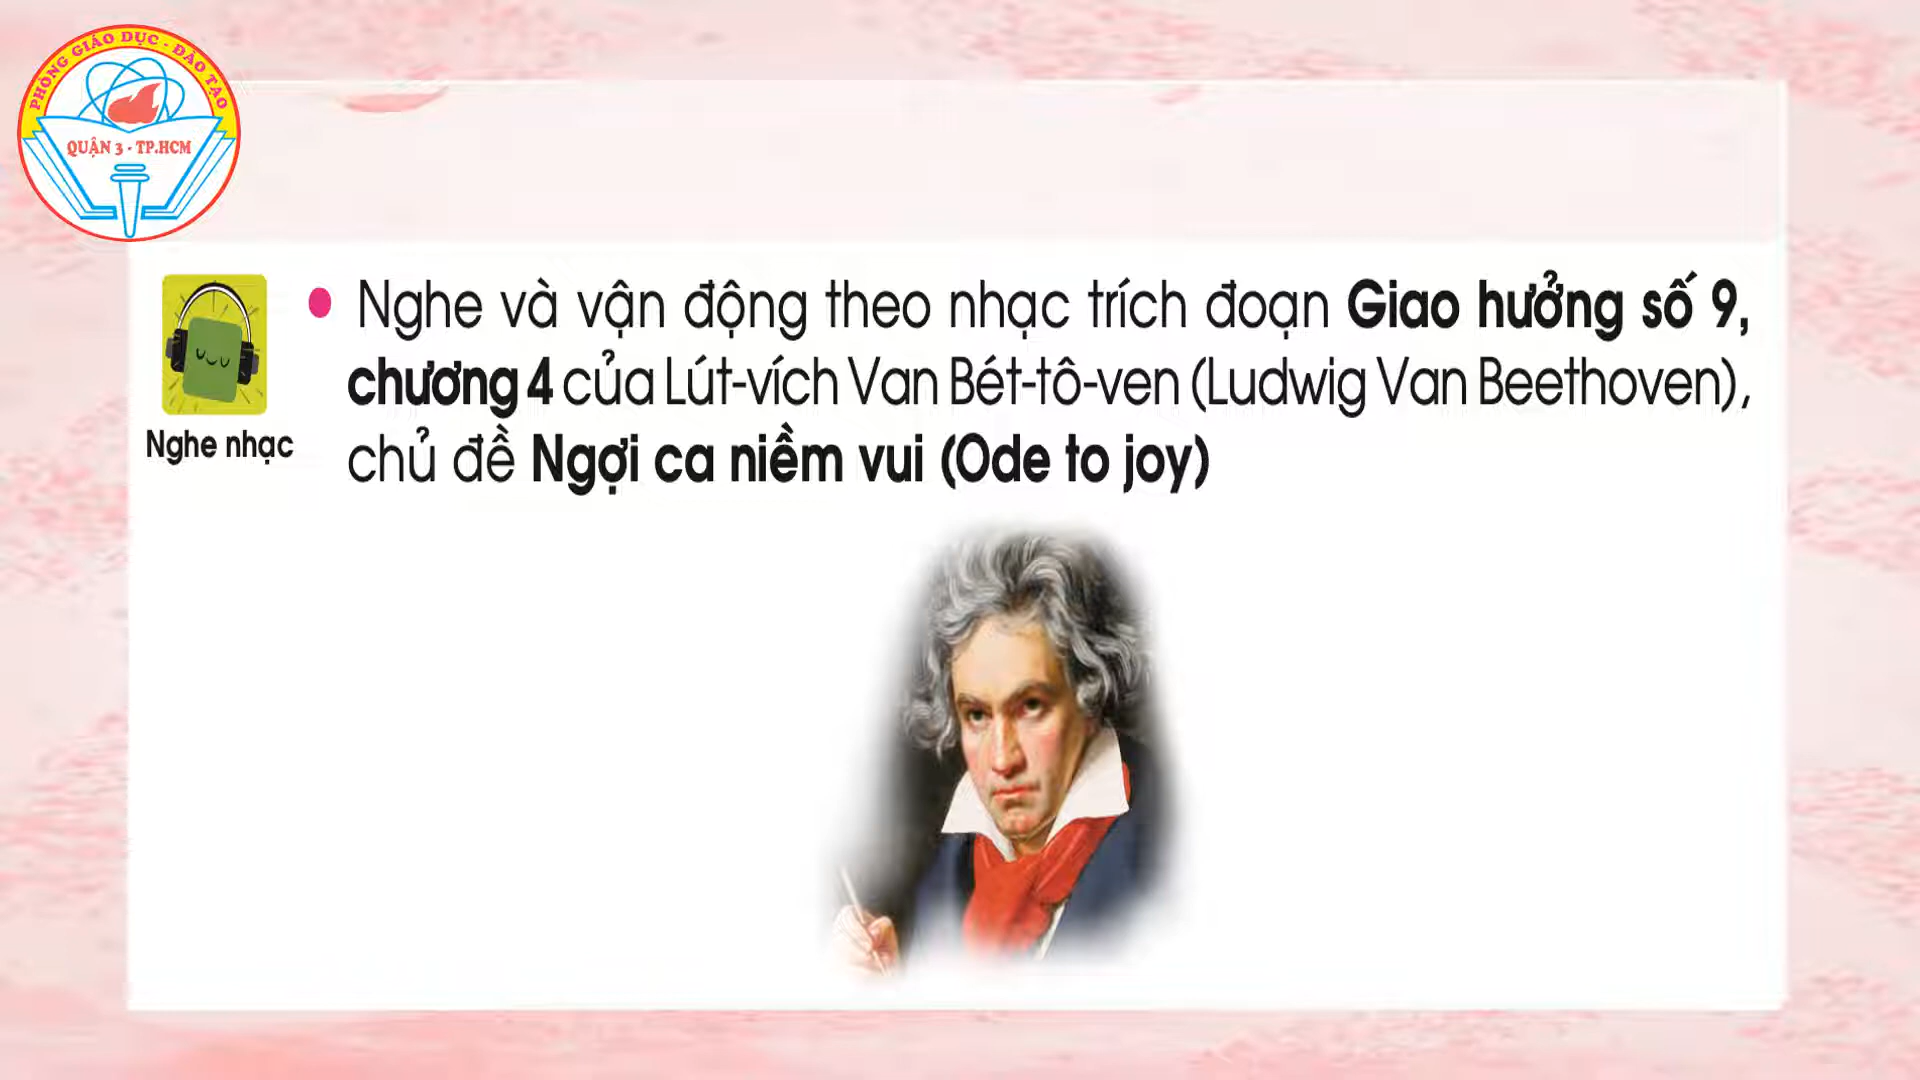 PHÒNG GIÁO DỤC - ĐÀO TẠO
QUẬN 3 - TP.HCM
• Nghe và vận động theo nhạc trích đoạn Giao hưởng số 9,
chương 4 của Lút-vích Van Bét-tô-ven (Ludwig Van Beethoven),
chủ đề Ngợi ca niềm vui (Ode to joy)
Nghe nhạc